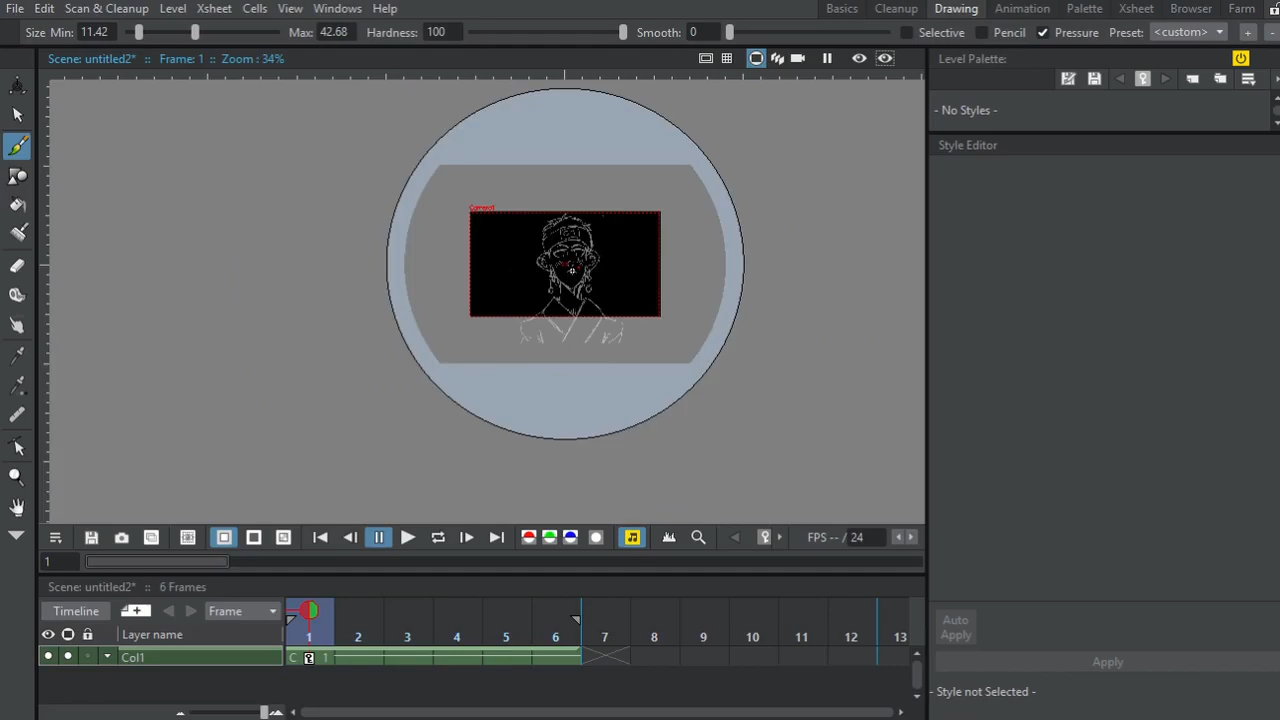 File Edit Scan & Cleanup Level Xsheet Cells View Windows Help Basics Cleanup Drawing Animation Palette Xsheet Browser Farm
Size Min: 11.42 Max: 42.68 Hardness: 100 Smooth: 0 Selective Pencil Pressure Preset: <custom> + -
Scene: untitled2* :: Frame: 1 :: Zoom : 34%
Level Palette:
- No Styles -
Style Editor
FPS -- / 24
1
Scene: untitled2* :: 6 Frames
Timeline Frame
1 2 3 4 5 6 7 8 9 10 11 12 13
Layer name
Col1 C 1
Auto Apply
Apply
- Style not Selected -